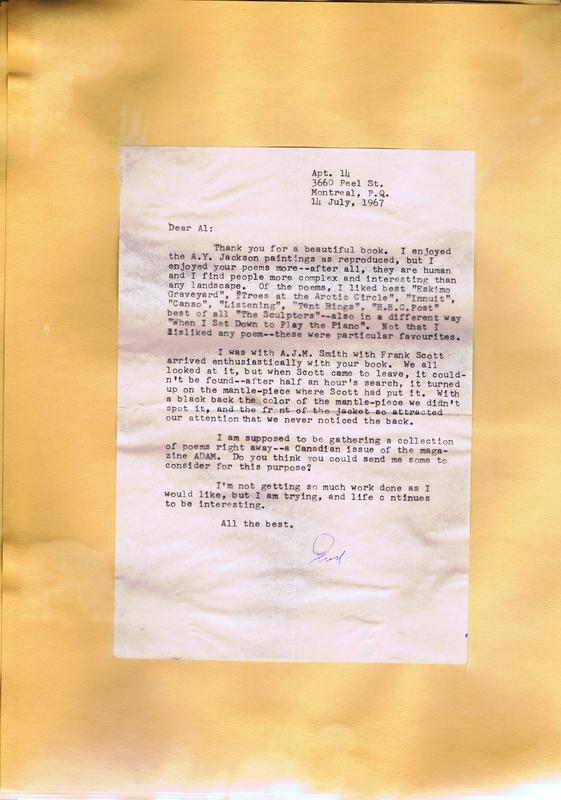 Apt. 14
3660 Peel St.
Montreal, P.Q.
14 July, 1967
Dear Al:
Thank you for a beautiful book. I enjoyed
the A.Y. Jackson paintings as reproduced, but I
enjoyed your poems more--after all, they are human
and I find people more complex and interesting than
any landscape. Of the poems, I liked best "Eskimo
Graveyard", "Trees at the Arctic Circle", "Innuit",
"Canso", "Listening", "Tent Rings", "H.B.C. Post"
best of all "The Sculptors"--also in a different way
"When I Sat Down to Play the Piano". Not that I
disliked any poem--these were particular favourites.
I was with A.J.M. Smith with Frank Scott
arrived enthusiastically with your book. We all
looked at it, but when Scott came to leave, it could-
n't be found--after half an hour's search, it turned
up on the mantle-piece where Scott had put it. With
a black back the color of the mantle-piece we didn't
spot it, and the fr nt of the jacket so attracted
our attention that we never noticed the back.
I am supposed to be gathering a collection
of poems right away--a Canadian issue of the maga-
zine ADAM. Do you think you could send me some to
consider for this purpose?
I'm not getting so much work done as I
would like, but I am trying, and life c ntinues
to be interesting.
All the best.